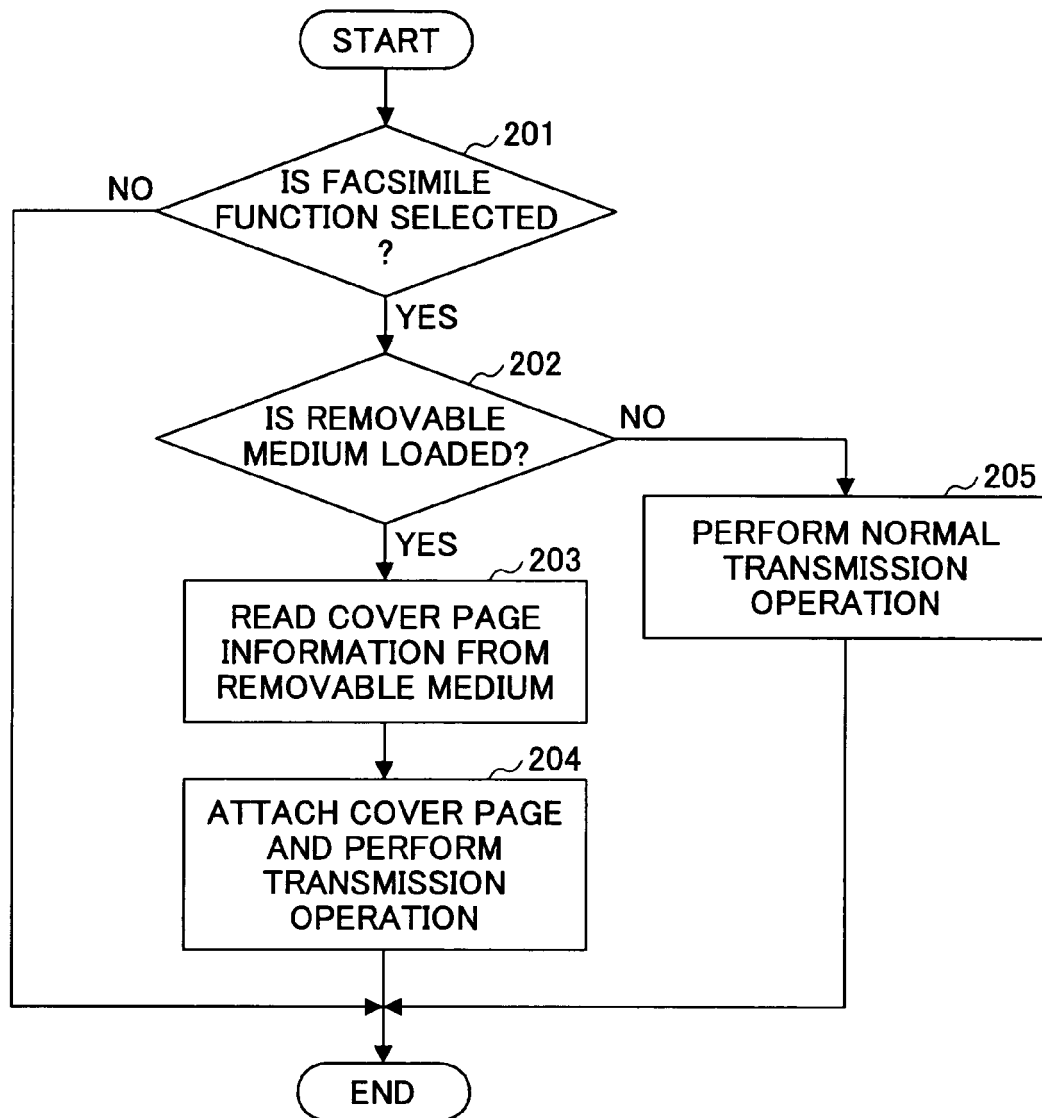 START
201
IS FACSIMILE
FUNCTION SELECTED
?
NO
YES
202
IS REMOVABLE
MEDIUM LOADED?
NO
YES
205
PERFORM NORMAL
TRANSMISSION
OPERATION
203
READ COVER PAGE
INFORMATION FROM
REMOVABLE MEDIUM
204
ATTACH COVER PAGE
AND PERFORM
TRANSMISSION
OPERATION
END